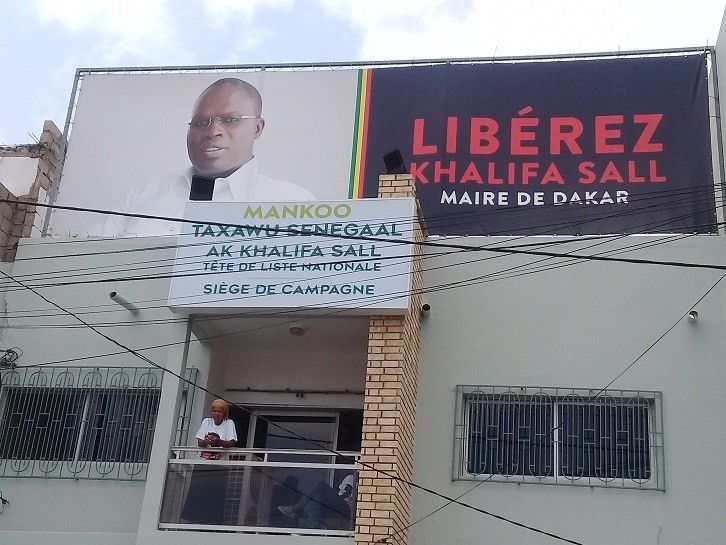 LIBÉREZ
KHALIFA SALL
MAIRE DE DAKAR
MANKOO
TAXAWU SENEGAAL
AK KHALIFA SALL
TÊTE DE LISTE NATIONALE
SIÈGE DE CAMPAGNE